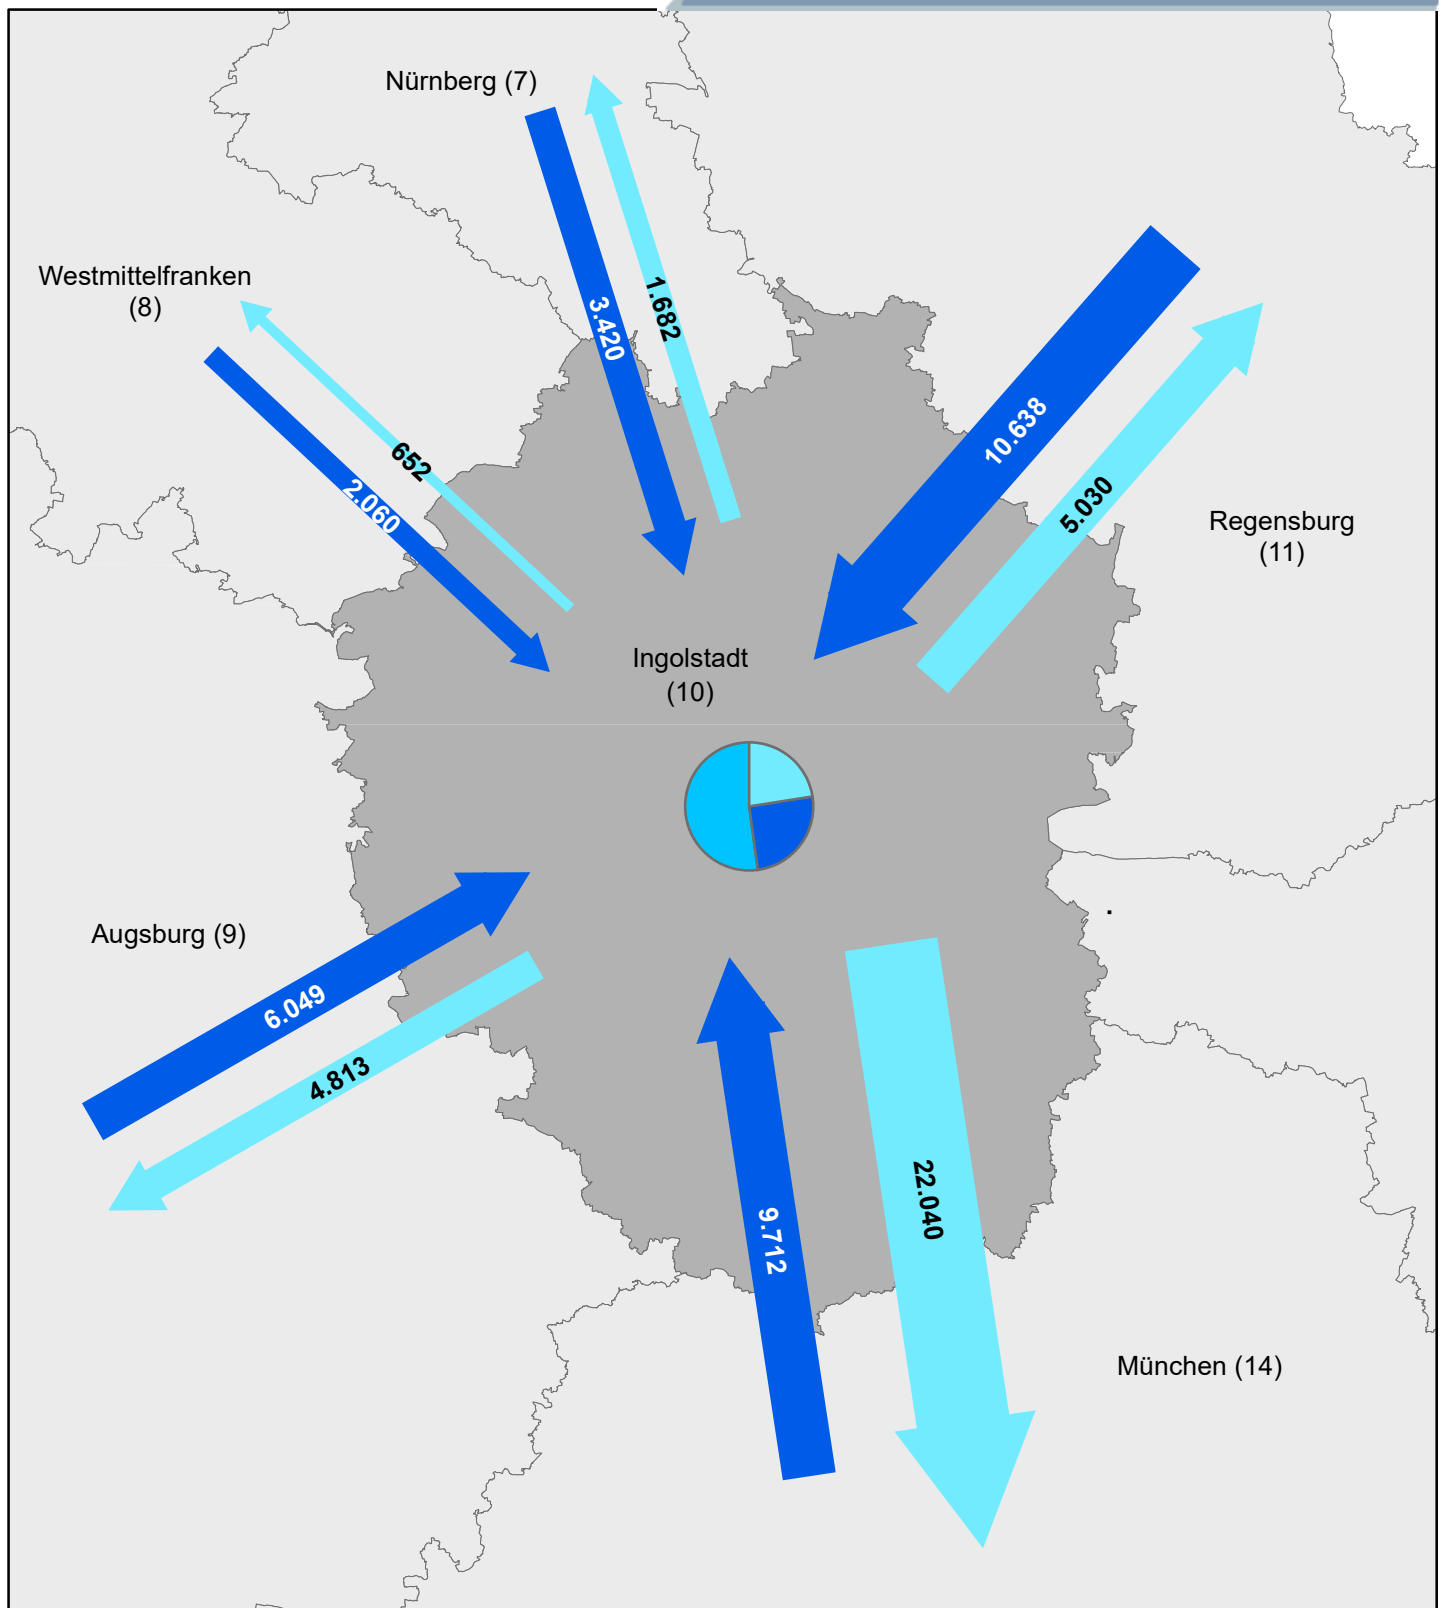 Nürnberg (7)
Westmittelfranken
(8)
3.420
1.682
652
2.060
10.638
5.030
Regensburg
(11)
Ingolstadt
(10)
Augsburg (9)
6.049
4.813
9.712
22.040
München (14)